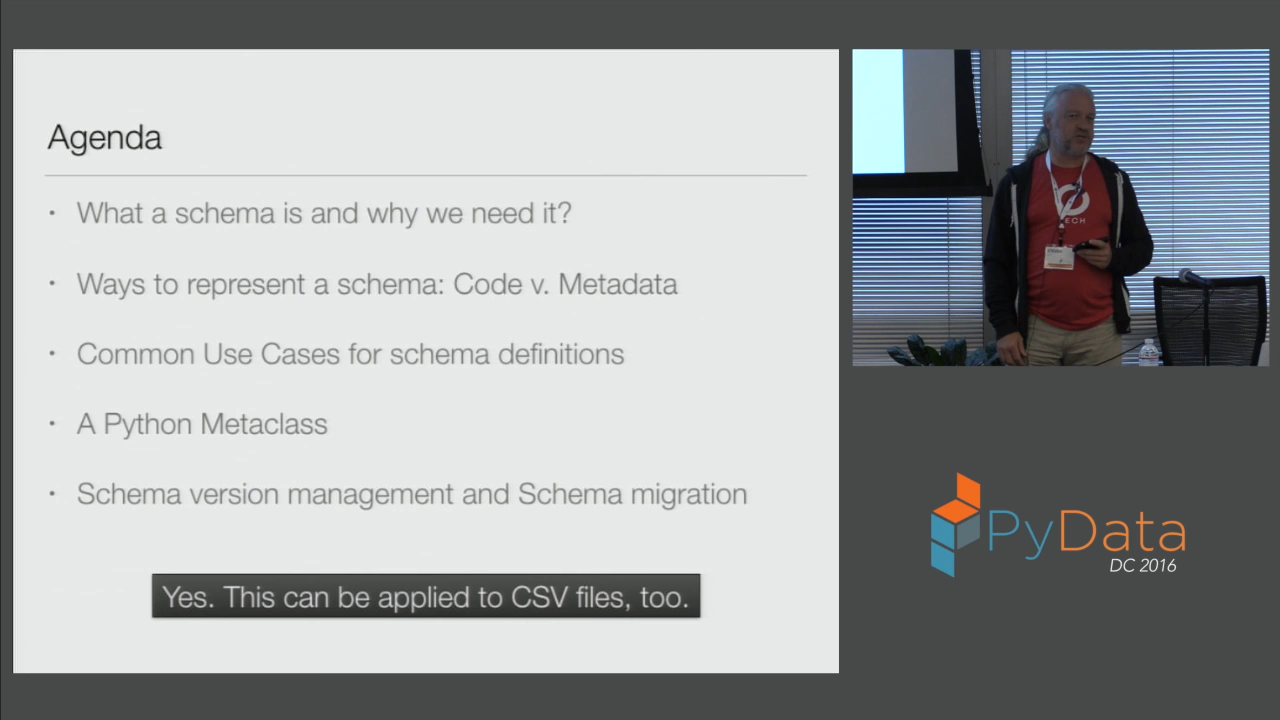 Agenda
• What a schema is and why we need it?
• Ways to represent a schema: Code v. Metadata
• Common Use Cases for schema definitions
• A Python Metaclass
• Schema version management and Schema migration
Yes. This can be applied to CSV files, too.
ECH
PyData
DC 2016